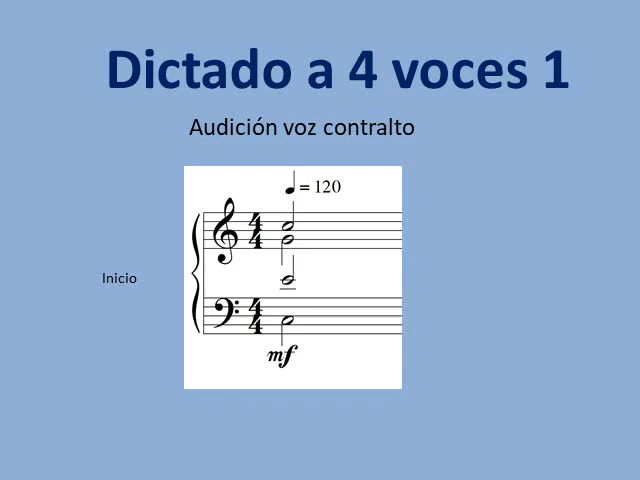 Dictado a 4 voces 1
Audición voz contralto
♩ = 120
4 4
Inicio
4 4
mf